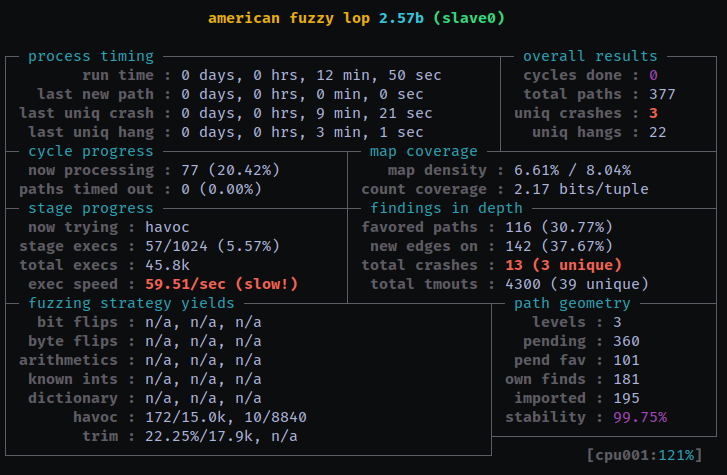 american fuzzy lop 2.57b (slave0)
process timing
overall results
run time : 0 days, 0 hrs, 12 min, 50 sec
cycles done : 0
last new path : 0 days, 0 hrs, 0 min, 0 sec
total paths : 377
last uniq crash : 0 days, 0 hrs, 9 min, 21 sec
uniq crashes : 3
last uniq hang : 0 days, 0 hrs, 3 min, 1 sec
uniq hangs : 22
cycle progress
map coverage
now processing : 77 (20.42%)
map density : 6.61% / 8.04%
paths timed out : 0 (0.00%)
count coverage : 2.17 bits/tuple
stage progress
findings in depth
now trying : havoc
favored paths : 116 (30.77%)
stage execs : 57/1024 (5.57%)
new edges on : 142 (37.67%)
total execs : 45.8k
total crashes : 13 (3 unique)
exec speed : 59.51/sec (slow!)
total tmouts : 4300 (39 unique)
fuzzing strategy yields
path geometry
bit flips : n/a, n/a, n/a
levels : 3
byte flips : n/a, n/a, n/a
pending : 360
arithmetics : n/a, n/a, n/a
pend fav : 101
known ints : n/a, n/a, n/a
own finds : 181
dictionary : n/a, n/a, n/a
imported : 195
havoc : 172/15.0k, 10/8840
stability : 99.75%
trim : 22.25%/17.9k, n/a
[cpu001:121%]